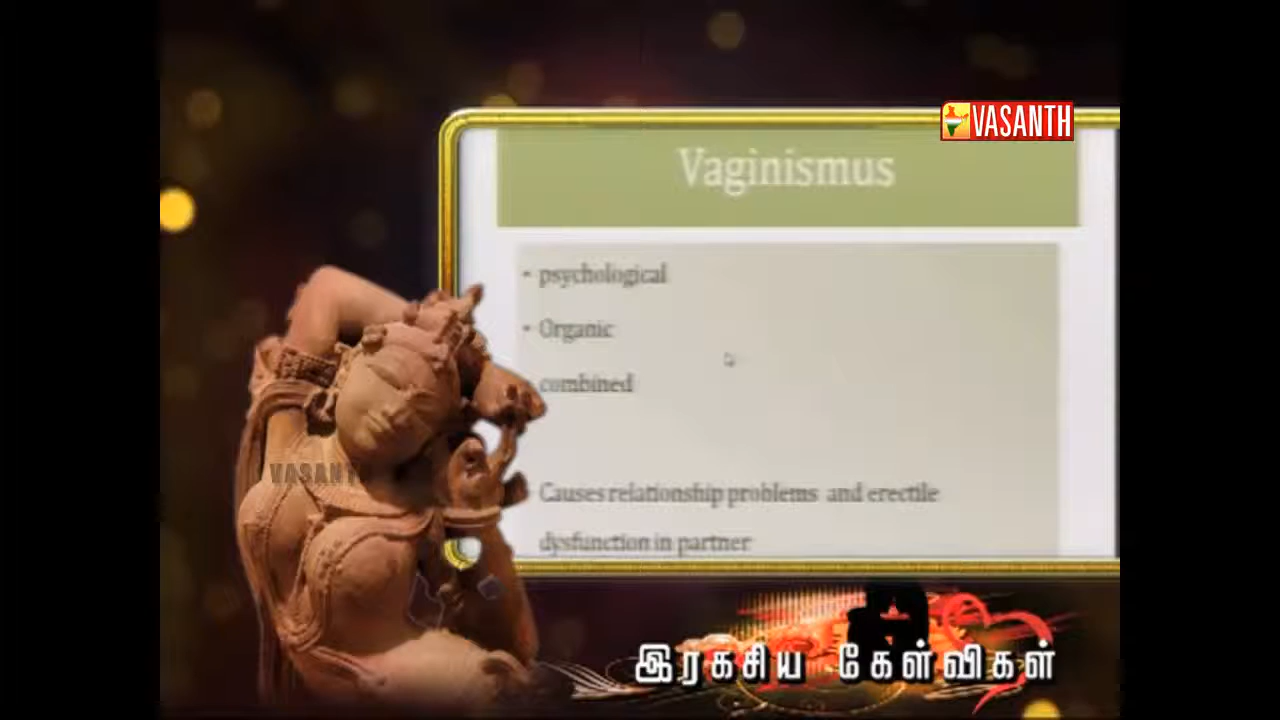 VASANTH
Vaginismus
• psychological
• Organic
combined
VASANTH
Causes relationship problems and erectile
dysfunction in partner
இரகசிய கேள்விகள்